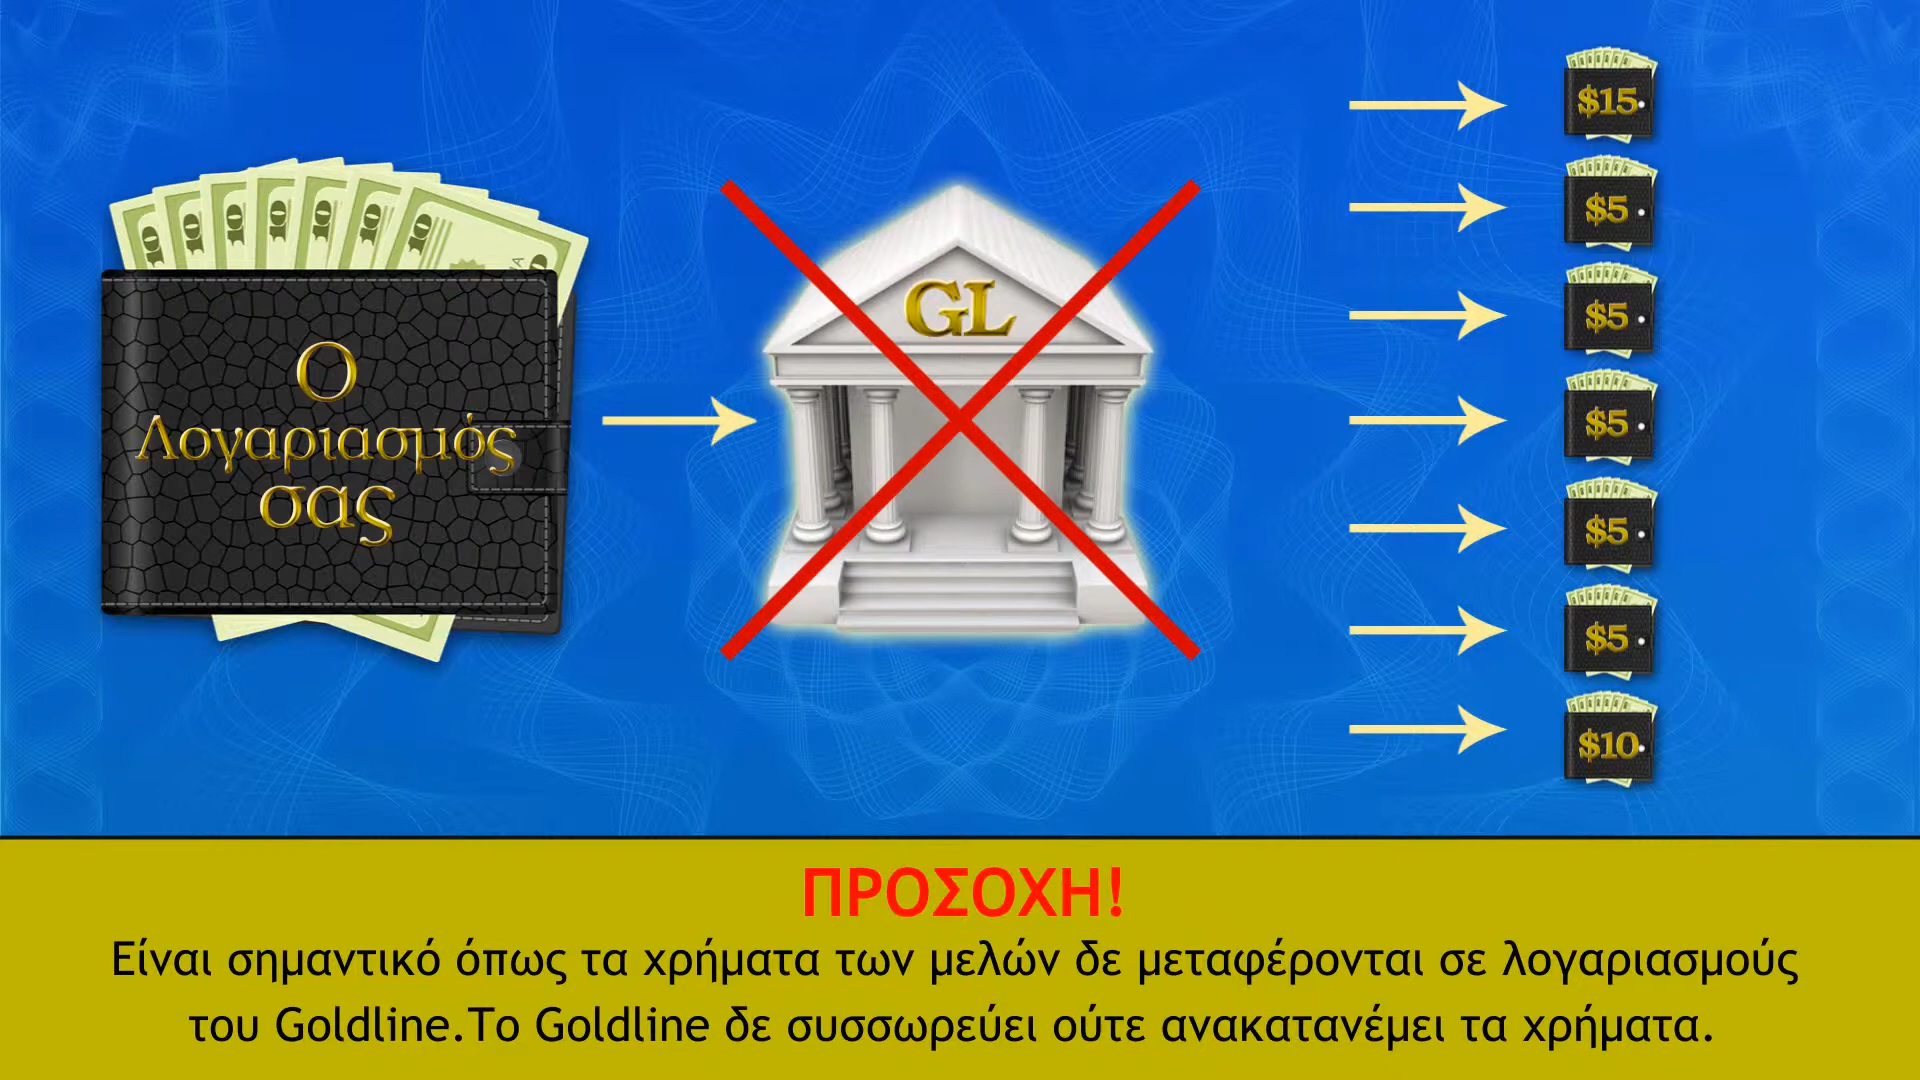 Ο
Λογαριασμός
σας
GL
$15
$5
$5
$5
$5
$5
$10
ΠΡΟΣΟΧΗ!
Είναι σημαντικό όπως τα χρήματα των μελών δε μεταφέρονται σε λογαριασμούς
του Goldline.Το Goldline δε συσσωρεύει ούτε ανακατανέμει τα χρήματα.